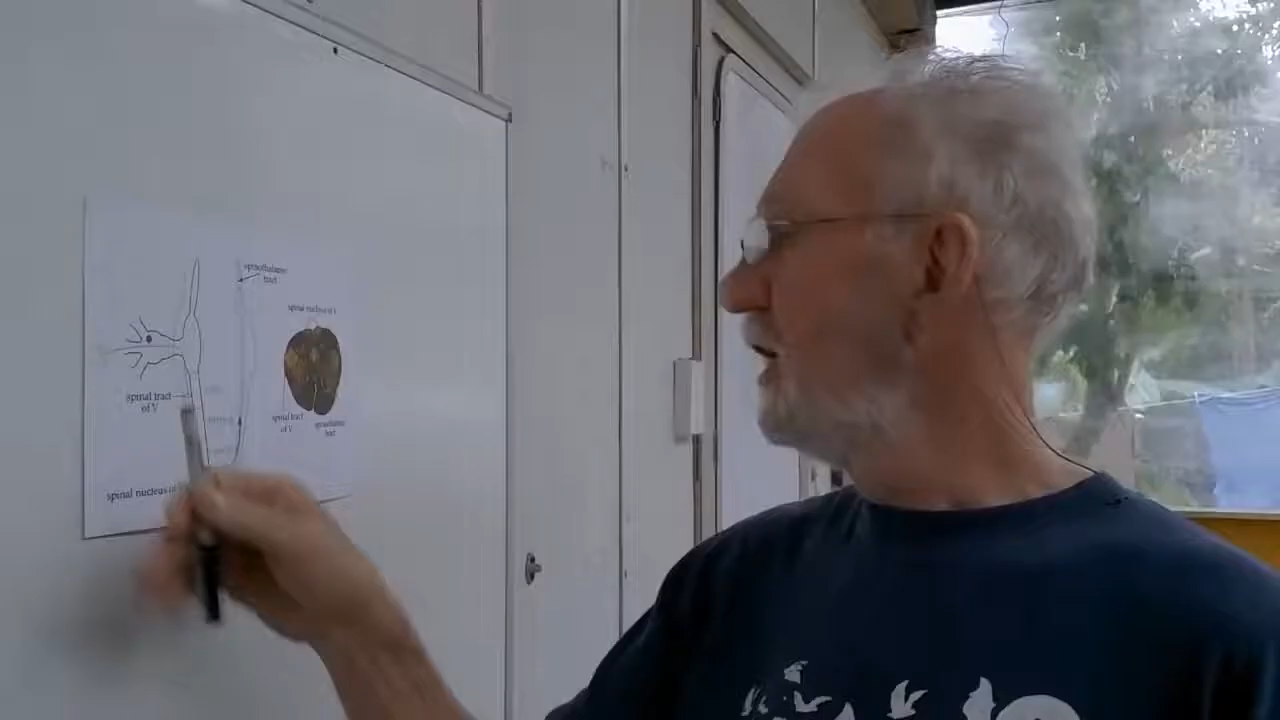 spinothalamic
tract
spinal nucleus of V
spinal tract
of V
spinal tract
of V
spinothalamic
tract
spinal nucleus of